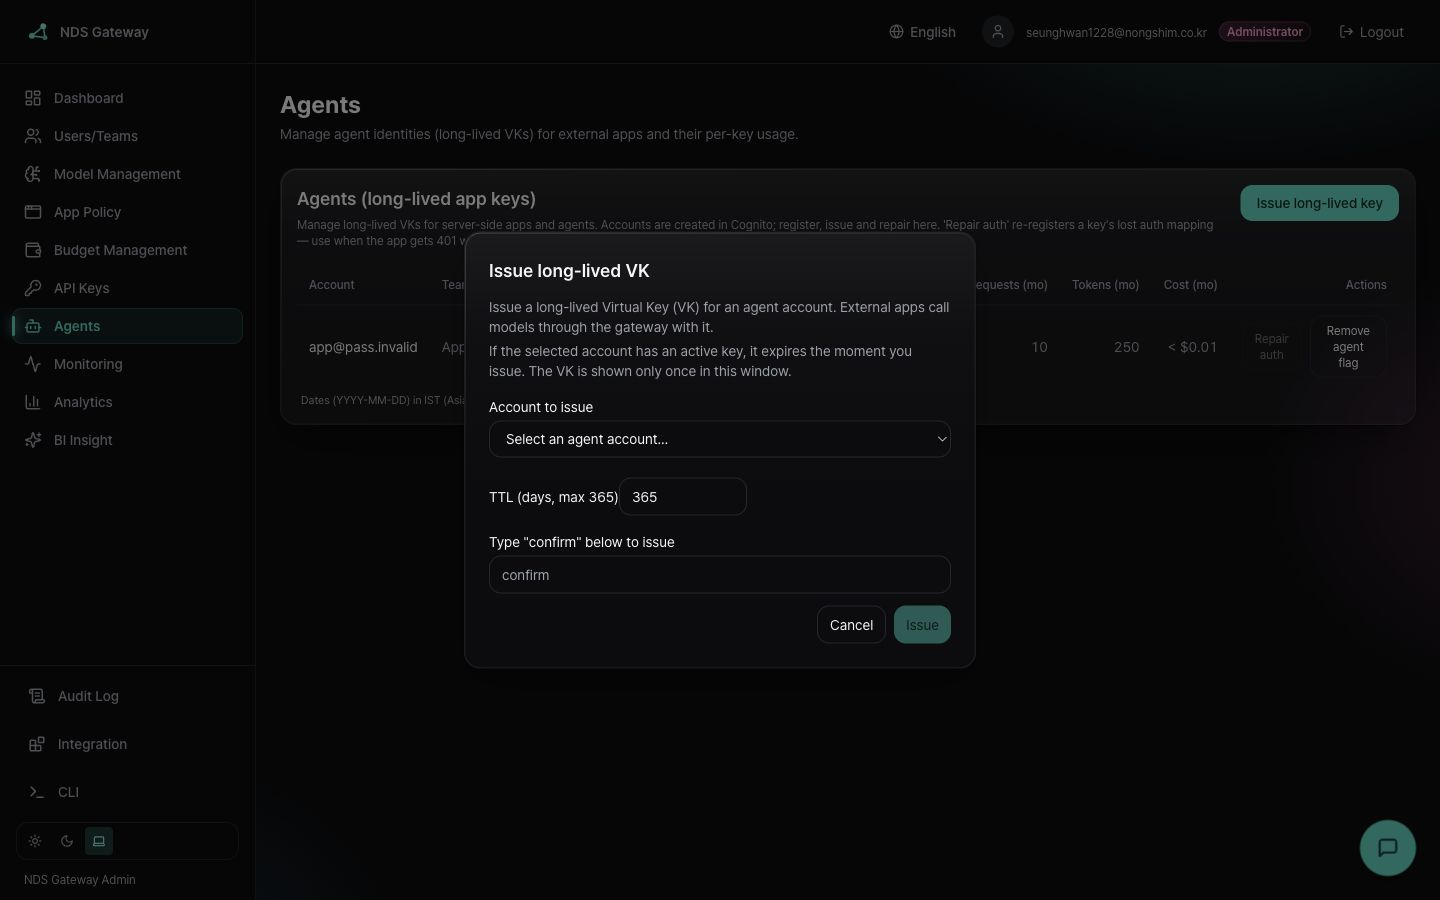 NDS Gateway
English
seunghwan1228@nongshim.co.kr
Administrator
Logout
Dashboard
Users/Teams
Model Management
App Policy
Budget Management
API Keys
Agents
Monitoring
Analytics
BI Insight
Audit Log
Integration
CLI
NDS Gateway Admin
Agents
Manage agent identities (long-lived VKs) for external apps and their per-key usage.
Agents (long-lived app keys)
Issue long-lived key
Manage long-lived VKs for server-side apps and agents. Accounts are created in Cognito; register, issue and repair here. 'Repair auth' re-registers a key's lost auth mapping
— use when the app gets 401
Account
Tokens (mo)
Cost (mo)
Actions
app@pass.invalid
App
10
250
< $0.01
Repair
auth
Remove
agent
flag
Dates (YYYY-MM-DD) in IST
Issue long-lived VK
Issue a long-lived Virtual Key (VK) for an agent account. External apps call
models through the gateway with it.
If the selected account has an active key, it expires the moment you
issue. The VK is shown only once in this window.
Account to issue
Select an agent account...
TTL (days, max 365)
365
Type "confirm" below to issue
confirm
Cancel
Issue